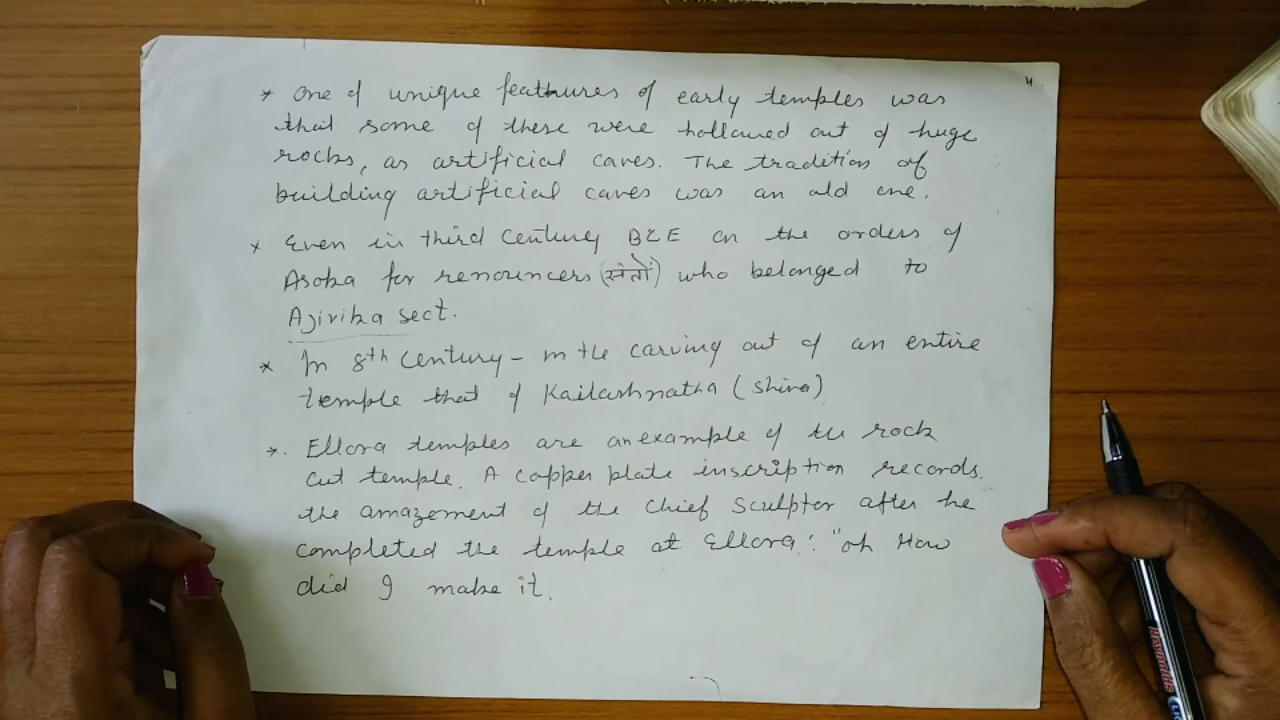 * One of unique feathures of early temples was
that some of these were hollowed out of huge
rocks, as artificial caves. The tradition of
building artificial caves was an old one.
* Even in third century BCE on the orders of
Asoka for renouncers (संतों) who belonged to
Ajivika sect.
* In 8th century - in the carving out of an entire
temple that of Kailashnatha (Shiva)
*. Ellora temples are an example of the rock
cut temple. A copper plate inscription records.
the amazement of the Chief Sculptor after he
completed the temple at Ellora: "oh How
did I make it.
Reynolds